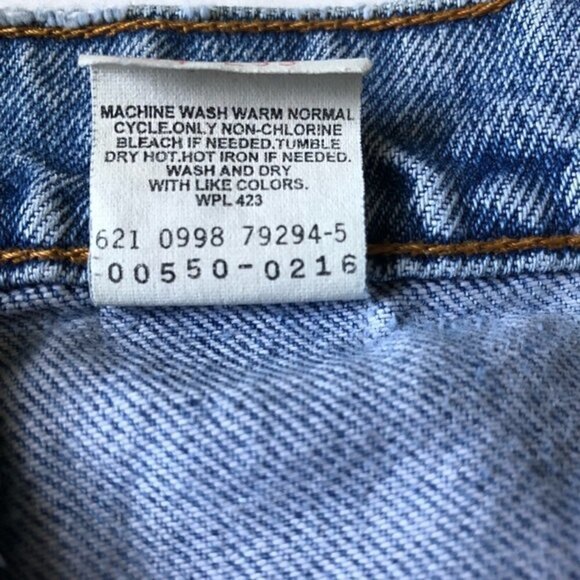 MACHINE WASH WARM NORMAL
CYCLE.ONLY NON-CHLORINE
BLEACH IF NEEDED.TUMBLE
DRY HOT.HOT IRON IF NEEDED.
WASH AND DRY
WITH LIKE COLORS.
WPL 423
621 0998 79294-5
00550-0216